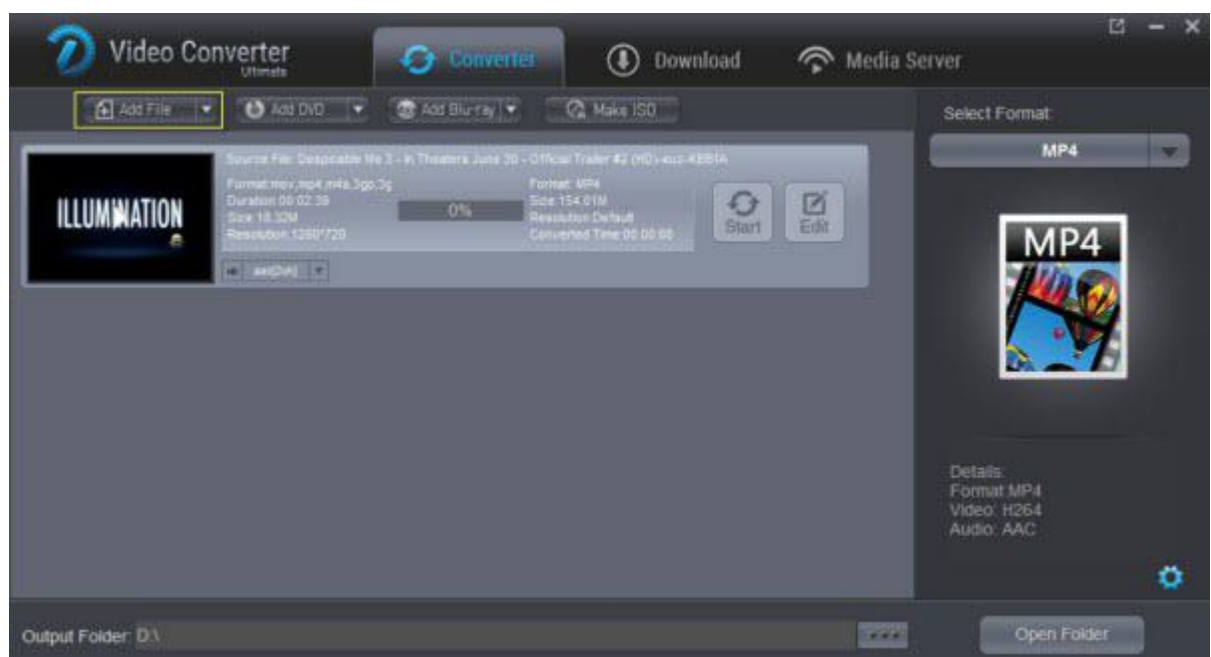 Video Converter
Ultimate
Converter
Download
Media Server
Add File
Add DVD
Add Blu-ray
Make ISO
Select Format:
MP4
ILLUMINATION
Source File: Despicable Me 3 - In Theaters June 30 - Official Trailer #2 (HD)
Format:mov,mp4,m4a,3gp,3g
Duration:00:02:39
Size:18.32M
Resolution:1280*720
0%
Format: MP4
Size:154.01M
Resolution:Default
Converted Time:00:00:00
Start
Edit
MP4
Details:
Format:MP4
Video: H264
Audio: AAC
Output Folder: D:\
Open Folder